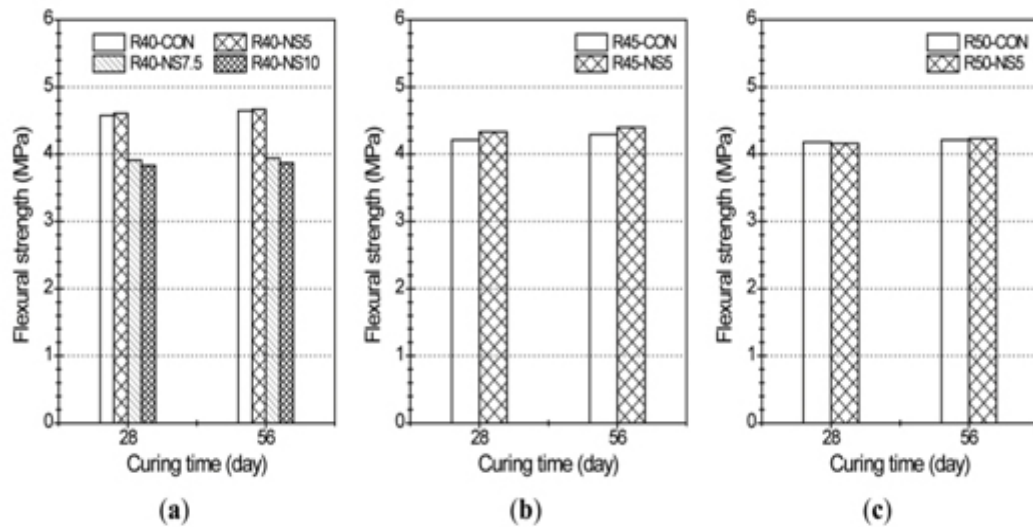 6
5
4
3
2
1
0
Flexural strength (MPa)
R40-CON R40-NS5
R40-NS7.5 R40-NS10
28 56
Curing time (day)
(a)
6
5
4
3
2
1
0
Flexural strength (MPa)
R45-CON
R45-NS5
28 56
Curing time (day)
(b)
6
5
4
3
2
1
0
Flexural strength (MPa)
R50-CON
R50-NS5
28 56
Curing time (day)
(c)